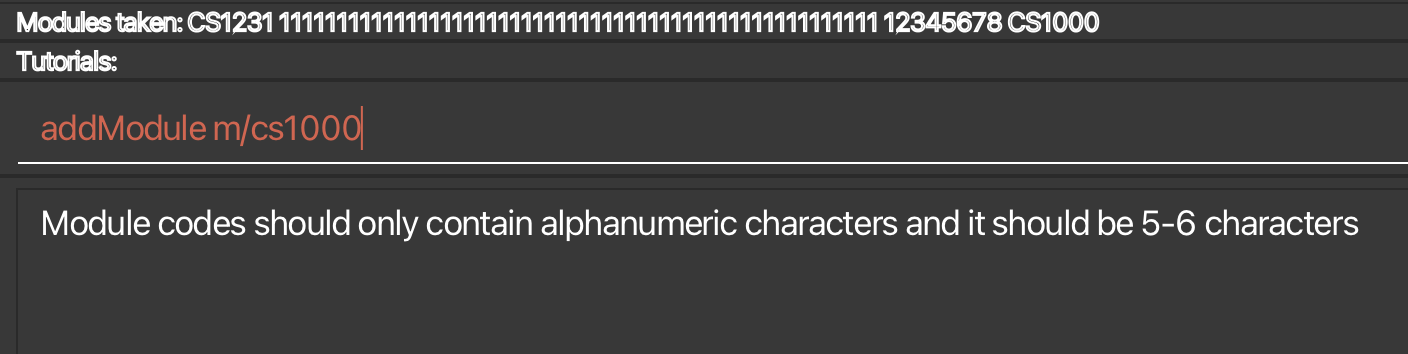 Modules taken: CS1231 1111111111111111111111111111111111111111111111111111 12345678 CS1000
Tutorials:
addModule m/cs1000
Module codes should only contain alphanumeric characters and it should be 5-6 characters